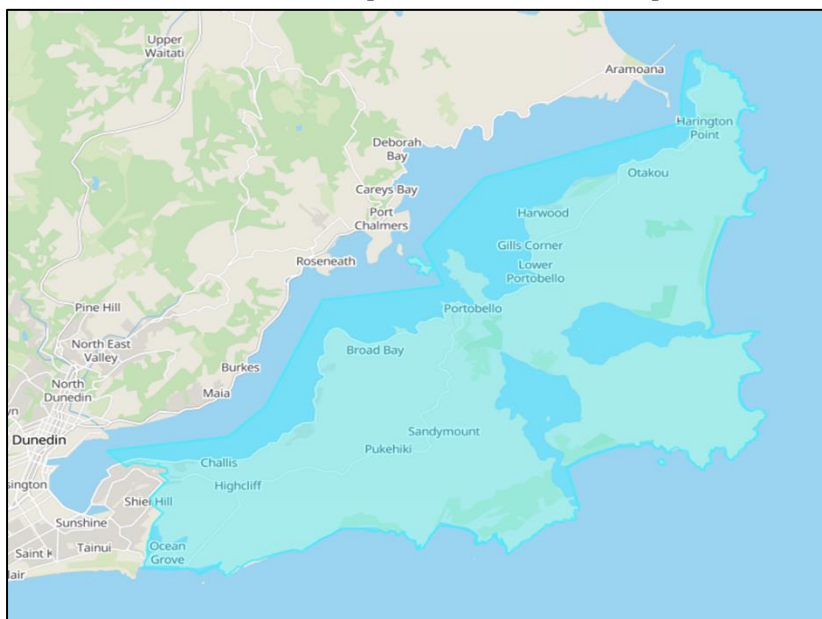 Upper
Waitati
Aramoana
Harington
Point
Deborah
Bay
Otakou
Careys Bay
Port
Chalmers
Harwood
Gills Corner
Roseneath
Lower
Portobello
Pine Hill
Portobello
North East
Valley
Broad Bay
Burkes
North
Dunedin
Maia
Dunedin
Sandymount
Pukehiki
Challis
Highcliff
Shiel Hill
Sunshine
Ocean
Grove
Tainui
Saint K